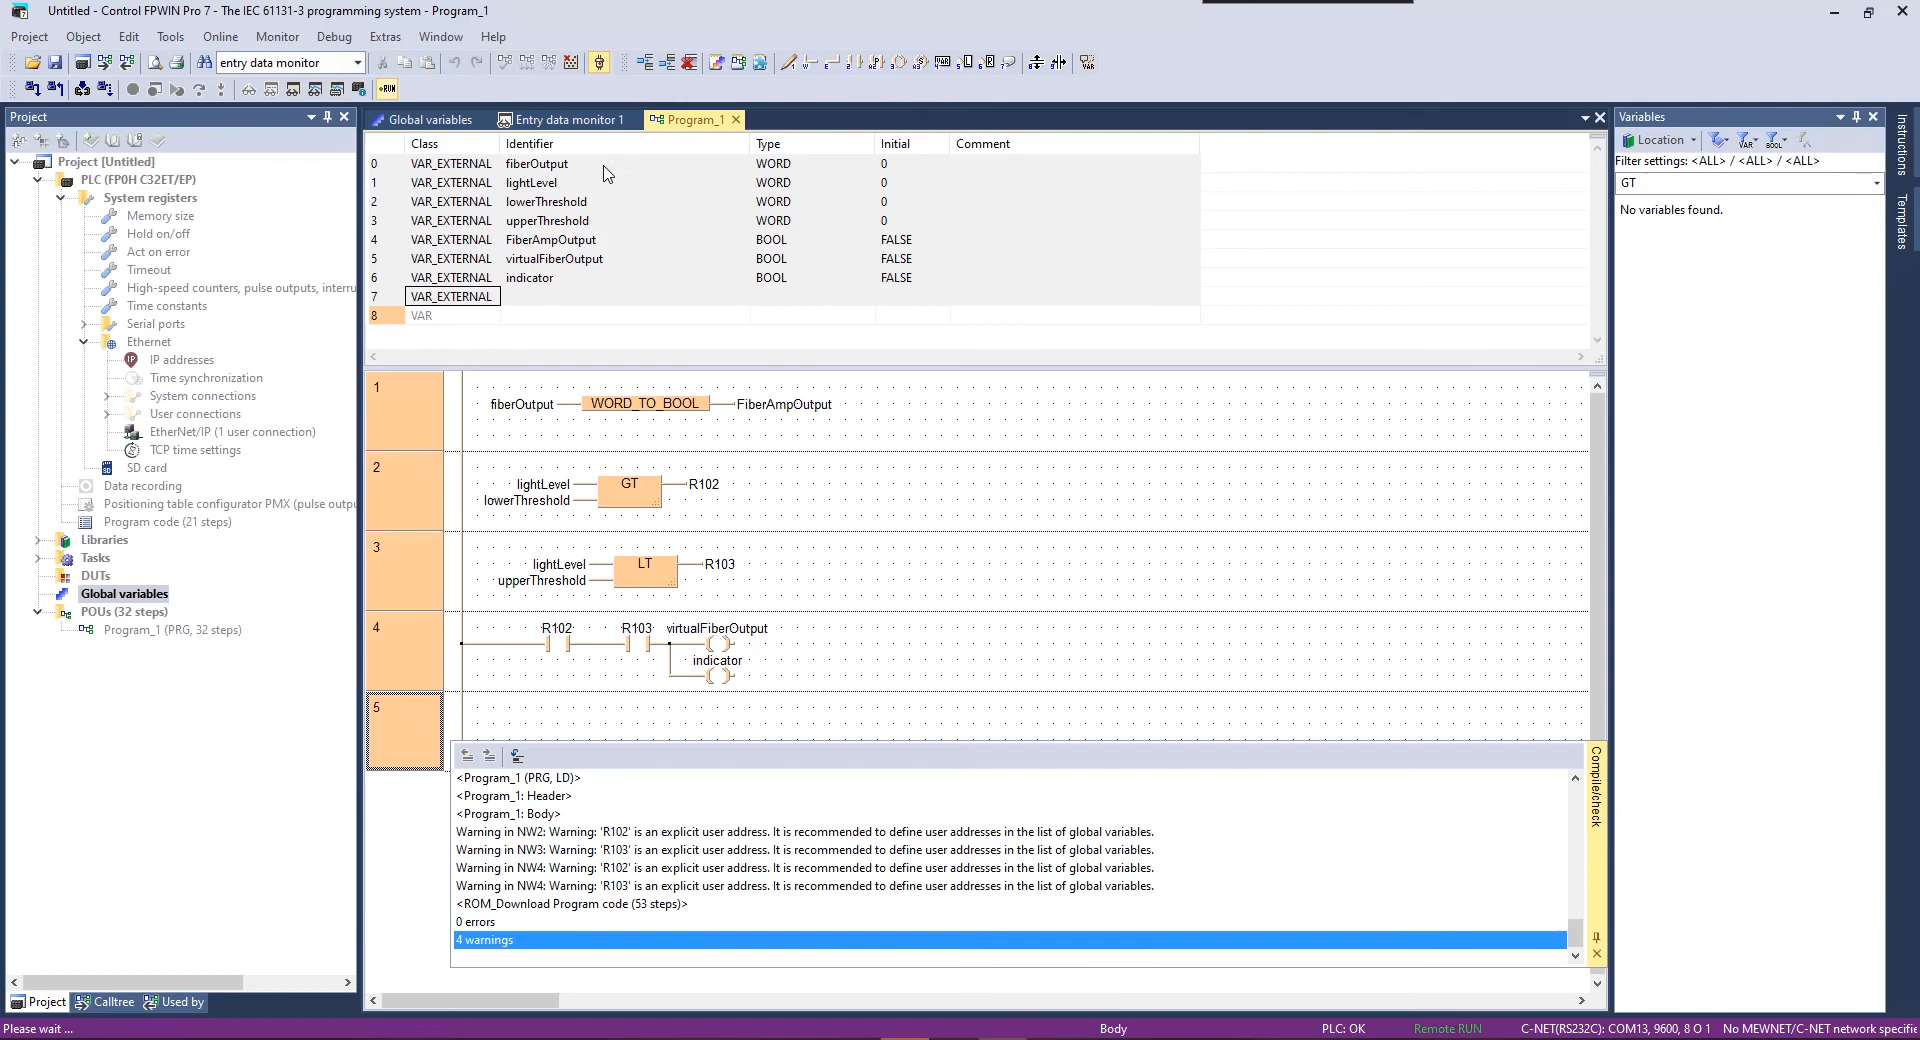 Untitled - Control FPWIN Pro 7 - The IEC 61131-3 programming system - Program_1
Project Object Edit Tools Online Monitor Debug Extras Window Help
entry data monitor
RUN
Project
Project [Untitled]
PLC (FP0H C32ET/EP)
System registers
Memory size
Hold on/off
Act on error
Timeout
High-speed counters, pulse outputs, interru
Time constants
Serial ports
Ethernet
IP addresses
Time synchronization
System connections
User connections
EtherNet/IP (1 user connection)
TCP time settings
SD card
Data recording
Positioning table configurator PMX (pulse outpu
Program code (21 steps)
Libraries
Tasks
DUTs
Global variables
POUs (32 steps)
Program_1 (PRG, 32 steps)
Project Calltree Used by
Global variables Entry data monitor 1 Program_1
Class Identifier Type Initial Comment
0 VAR_EXTERNAL fiberOutput WORD 0
1 VAR_EXTERNAL lightLevel WORD 0
2 VAR_EXTERNAL lowerThreshold WORD 0
3 VAR_EXTERNAL upperThreshold WORD 0
4 VAR_EXTERNAL FiberAmpOutput BOOL FALSE
5 VAR_EXTERNAL virtualFiberOutput BOOL FALSE
6 VAR_EXTERNAL indicator BOOL FALSE
7 VAR_EXTERNAL
8 VAR
1
fiberOutput WORD_TO_BOOL FiberAmpOutput
2
lightLevel GT R102
lowerThreshold
3
lightLevel LT R103
upperThreshold
4
R102 R103 virtualFiberOutput
indicator
5
<Program_1 (PRG, LD)>
<Program_1: Header>
<Program_1: Body>
Warning in NW2: Warning: 'R102' is an explicit user address. It is recommended to define user addresses in the list of global variables.
Warning in NW3: Warning: 'R103' is an explicit user address. It is recommended to define user addresses in the list of global variables.
Warning in NW4: Warning: 'R102' is an explicit user address. It is recommended to define user addresses in the list of global variables.
Warning in NW4: Warning: 'R103' is an explicit user address. It is recommended to define user addresses in the list of global variables.
<ROM_Download Program code (53 steps)>
0 errors
4 warnings
Compile/check
Variables
Location
Filter settings: <ALL> / <ALL> / <ALL>
GT
No variables found.
Instructions
Templates
Please wait ... Body PLC: OK Remote RUN C-NET(RS232C): COM13, 9600, 8 O 1 No MEWNET/C-NET network specifie